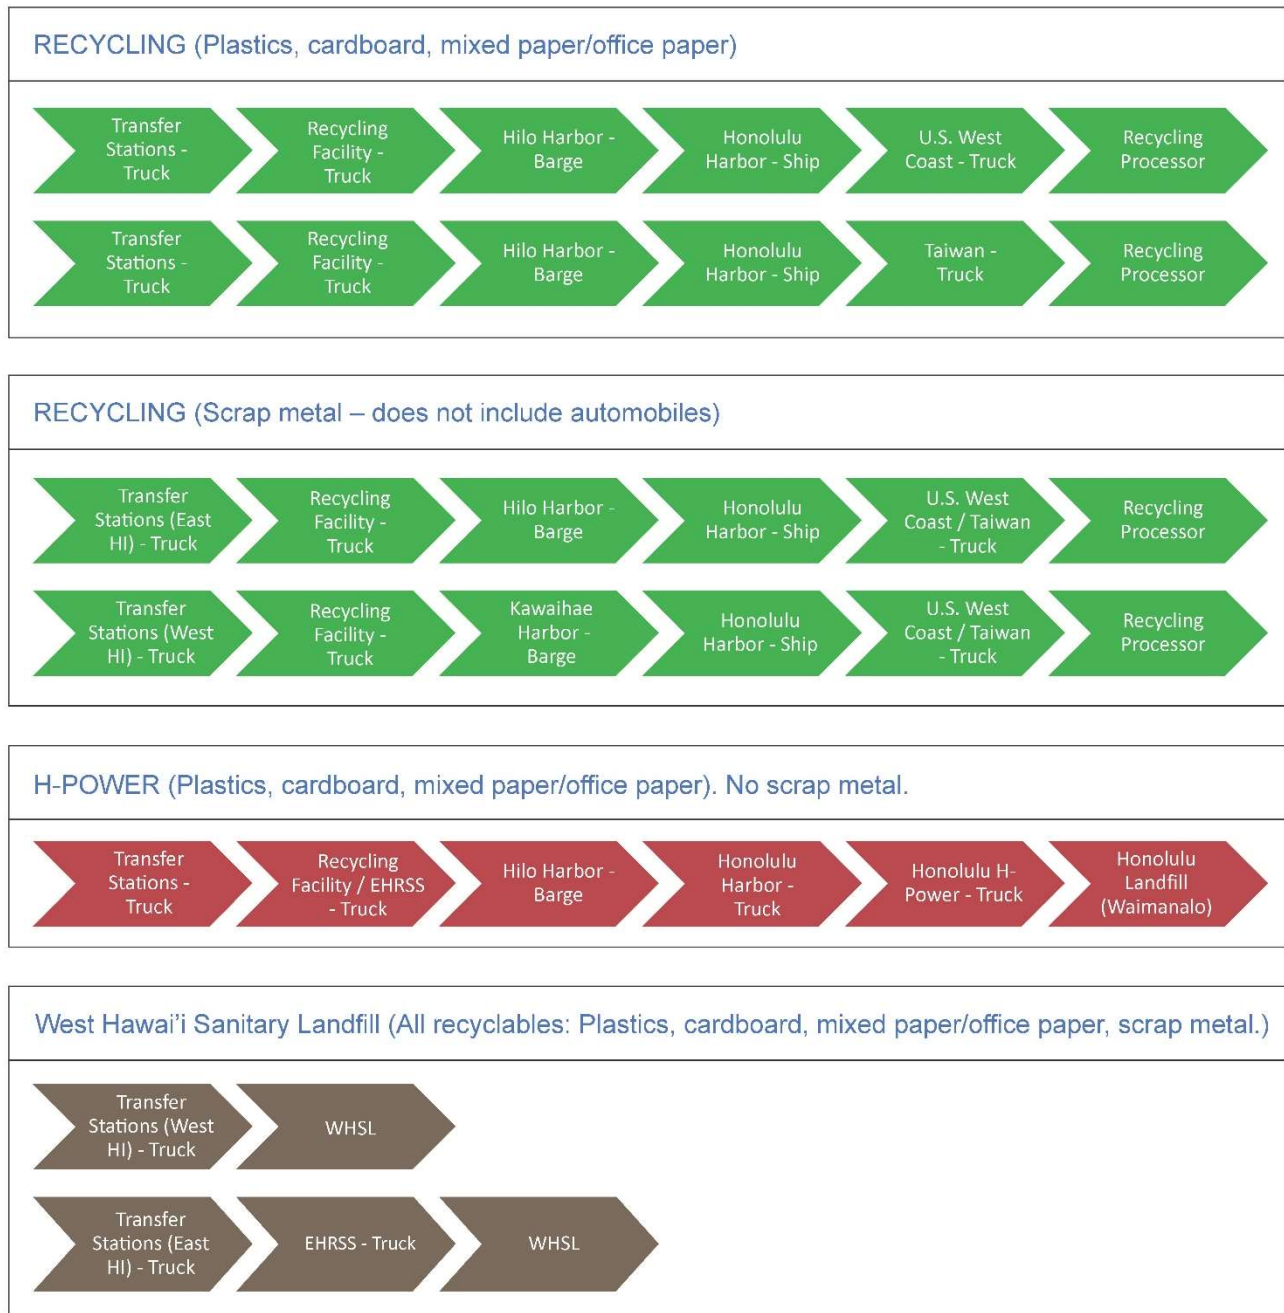 RECYCLING (Plastics, cardboard, mixed paper/office paper)
Transfer
Stations -
Truck
Recycling
Facility -
Truck
Hilo Harbor -
Barge
Honolulu
Harbor - Ship
U.S. West
Coast - Truck
Recycling
Processor
Transfer
Stations -
Truck
Recycling
Facility -
Truck
Hilo Harbor -
Barge
Honolulu
Harbor - Ship
Taiwan -
Truck
Recycling
Processor
RECYCLING (Scrap metal – does not include automobiles)
Transfer
Stations (East
HI) - Truck
Recycling
Facility -
Truck
Hilo Harbor -
Barge
Honolulu
Harbor - Ship
U.S. West
Coast / Taiwan
- Truck
Recycling
Processor
Transfer
Stations (West
HI) - Truck
Recycling
Facility -
Truck
Kawaihae
Harbor -
Barge
Honolulu
Harbor - Ship
U.S. West
Coast / Taiwan
- Truck
Recycling
Processor
H-POWER (Plastics, cardboard, mixed paper/office paper). No scrap metal.
Transfer
Stations -
Truck
Recycling
Facility / EHRSS
- Truck
Hilo Harbor -
Barge
Honolulu
Harbor -
Truck
Honolulu H-
Power - Truck
Honolulu
Landfill
(Waimanalo)
West Hawai’i Sanitary Landfill (All recyclables: Plastics, cardboard, mixed paper/office paper, scrap metal.)
Transfer
Stations (West
HI) - Truck
WHSL
Transfer
Stations (East
HI) - Truck
EHRSS - Truck
WHSL